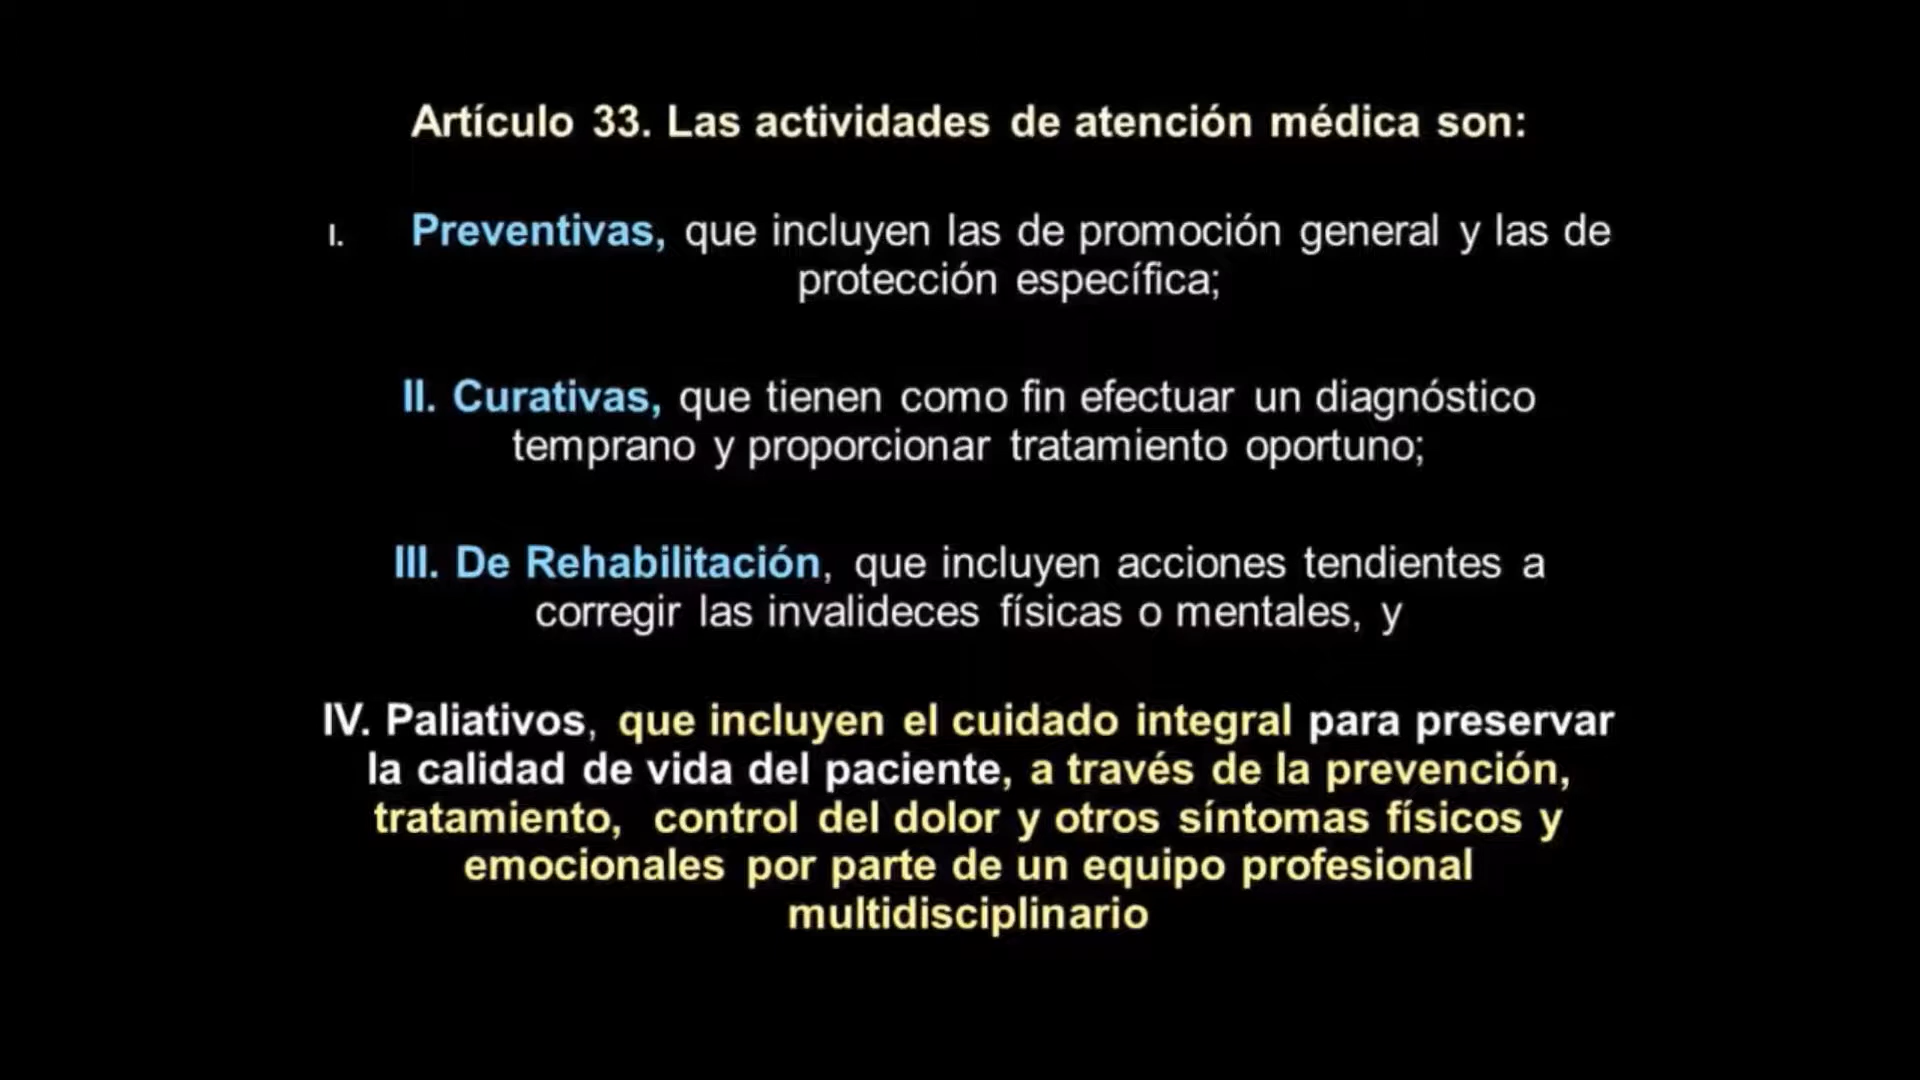 Artículo 33. Las actividades de atención médica son:
I. Preventivas, que incluyen las de promoción general y las de
protección específica;
II. Curativas, que tienen como fin efectuar un diagnóstico
temprano y proporcionar tratamiento oportuno;
III. De Rehabilitación, que incluyen acciones tendientes a
corregir las invalideces físicas o mentales, y
IV. Paliativos, que incluyen el cuidado integral para preservar
la calidad de vida del paciente, a través de la prevención,
tratamiento, control del dolor y otros síntomas físicos y
emocionales por parte de un equipo profesional
multidisciplinario